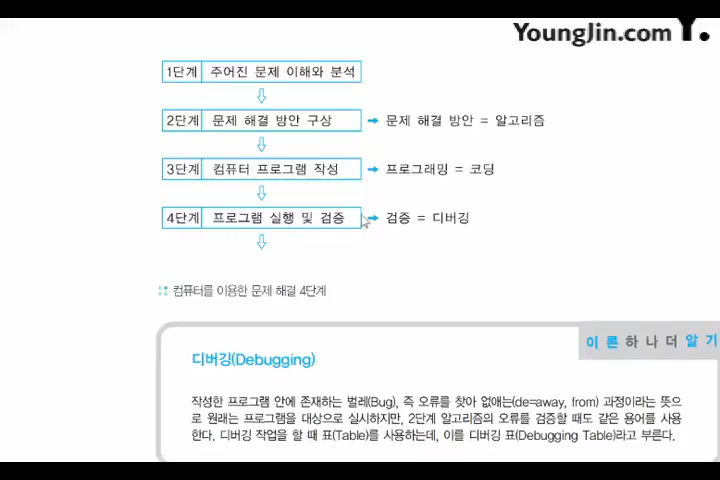 YoungJin.com Y.
1단계 주어진 문제 이해와 분석
2단계 문제 해결 방안 구상 문제 해결 방안 = 알고리즘
3단계 컴퓨터 프로그램 작성 프로그래밍 = 코딩
4단계 프로그램 실행 및 검증 검증 = 디버깅
컴퓨터를 이용한 문제 해결 4단계
이론 하나 더 알기
디버깅(Debugging)
작성한 프로그램 안에 존재하는 벌레(Bug), 즉 오류를 찾아 없애는(de=away, from) 과정이라는 뜻으
로 원래는 프로그램을 대상으로 실시하지만, 2단계 알고리즘의 오류를 검증할 때도 같은 용어를 사용
한다. 디버깅 작업을 할 때 표(Table)를 사용하는데, 이를 디버깅 표(Debugging Table)라고 부른다.